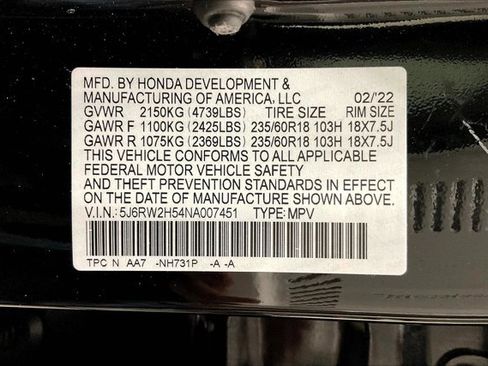 MFD. BY HONDA DEVELOPMENT &
MANUFACTURING OF AMERICA, LLC 02/'22
GVWR 2150KG (4739LBS) TIRE SIZE RIM SIZE
GAWR F 1100KG (2425LBS) 235/60R18 103H 18X7.5J
GAWR R 1075KG (2369LBS) 235/60R18 103H 18X7.5J
THIS VEHICLE CONFORMS TO ALL APPLICABLE
FEDERAL MOTOR VEHICLE SAFETY
AND THEFT PREVENTION STANDARDS IN EFFECT
ON THE DATE OF MANUFACTURE SHOWN ABOVE.
V.I.N.: 5J6RW2H54NA007451 TYPE: MPV
TPC N AA7 -NH731P -A -A